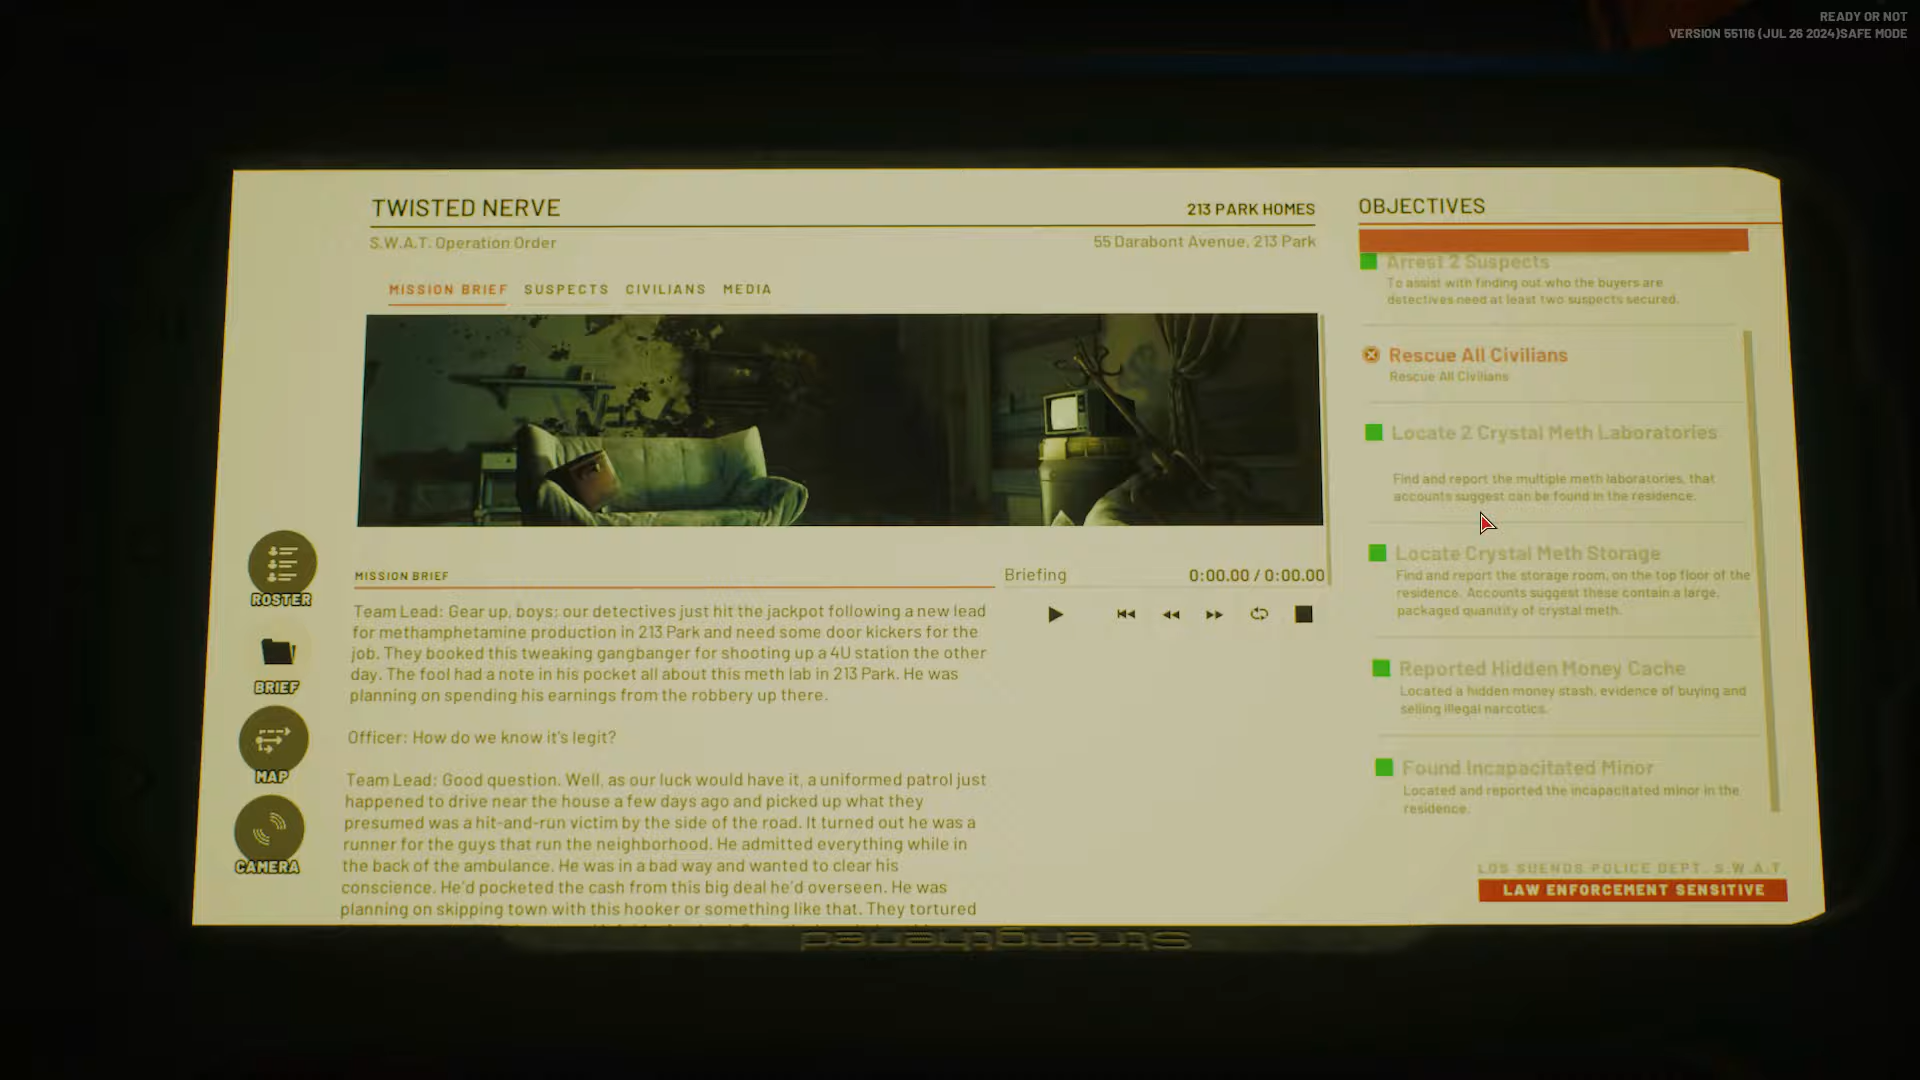 READY OR NOT
VERSION 55116 (JUL 26 2024)SAFE MODE
TWISTED NERVE
213 PARK HOMES
S.W.A.T. Operation Order
55 Darabont Avenue, 213 Park
MISSION BRIEF
SUSPECTS
CIVILIANS
MEDIA
MISSION BRIEF
Team Lead: Gear up, boys; our detectives just hit the jackpot following a new lead
for methamphetamine production in 213 Park and need some door kickers for the
job. They booked this tweaking gangbanger for shooting up a 4U station the other
day. The fool had a note in his pocket all about this meth lab in 213 Park. He was
planning on spending his earnings from the robbery up there.
Officer: How do we know it's legit?
Team Lead: Good question. Well, as our luck would have it, a uniformed patrol just
happened to drive near the house a few days ago and picked up what they
presumed was a hit-and-run victim by the side of the road. It turned out he was a
runner for the guys that run the neighborhood. He admitted everything while in
the back of the ambulance. He was in a bad way and wanted to clear his
conscience. He'd pocketed the cash from this big deal he'd overseen. He was
planning on skipping town with this hooker or something like that. They tortured
Briefing
0:00.00 / 0:00.00
ROSTER
BRIEF
MAP
CAMERA
OBJECTIVES
Arrest 2 Suspects
To assist with finding out who the buyers are
detectives need at least two suspects secured.
Rescue All Civilians
Rescue All Civilians
Locate 2 Crystal Meth Laboratories
Find and report the multiple meth laboratories, that
accounts suggest can be found in the residence.
Locate Crystal Meth Storage
Find and report the storage room, on the top floor of the
residence. Accounts suggest these contain a large,
packaged quantity of crystal meth.
Reported Hidden Money Cache
Located a hidden money stash, evidence of buying and
selling illegal narcotics.
Found Incapacitated Minor
Located and reported the incapacitated minor in the
residence.
LOS SUENOS POLICE DEPT. S.W.A.T
LAW ENFORCEMENT SENSITIVE
Strengthened